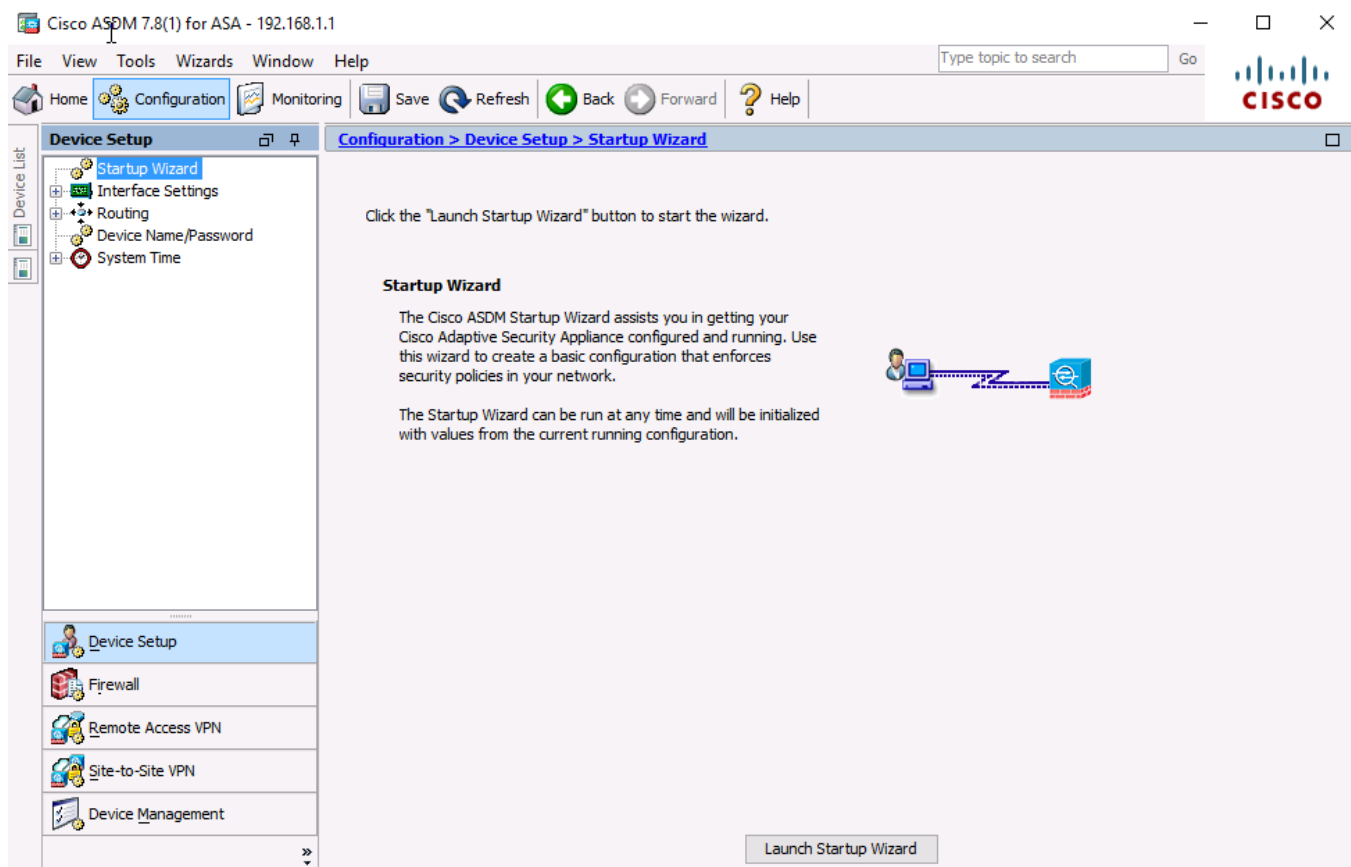 Cisco ASDM 7.8(1) for ASA - 192.168.1.1
File View Tools Wizards Window Help
Type topic to search Go
CISCO
Home Configuration Monitoring Save Refresh Back Forward Help
Device List
Device Setup
Startup Wizard
Interface Settings
Routing
Device Name/Password
System Time
Device Setup
Firewall
Remote Access VPN
Site-to-Site VPN
Device Management
Configuration > Device Setup > Startup Wizard
Click the "Launch Startup Wizard" button to start the wizard.
Startup Wizard
The Cisco ASDM Startup Wizard assists you in getting your
Cisco Adaptive Security Appliance configured and running. Use
this wizard to create a basic configuration that enforces
security policies in your network.
The Startup Wizard can be run at any time and will be initialized
with values from the current running configuration.
Launch Startup Wizard